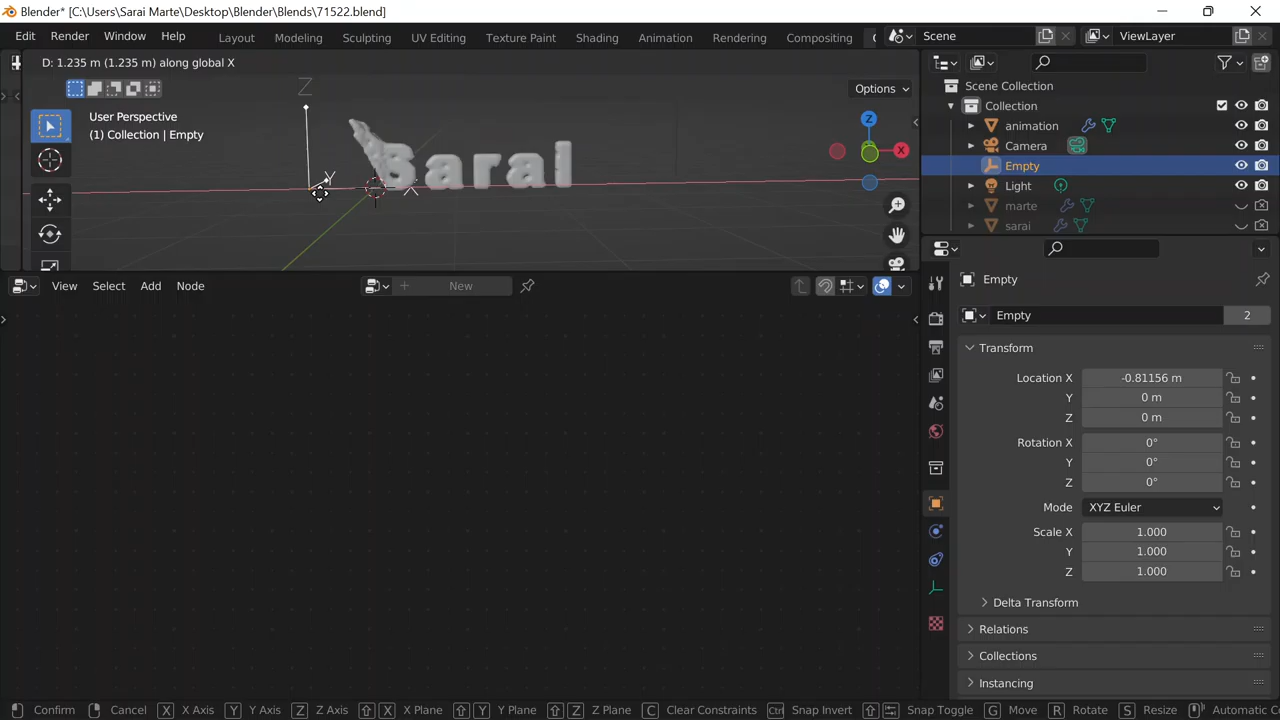 Blender* [C:\Users\Sarai Marte\Desktop\Blender\Blends\71522.blend]
Edit Render Window Help Layout Modeling Sculpting UV Editing Texture Paint Shading Animation Rendering Compositing Scene ViewLayer
D: 1.235 m (1.235 m) along global X
Options
User Perspective
(1) Collection | Empty
Z
Y
X
Z
X
Sarai
Scene Collection
Collection
animation
Camera
Empty
Light
marte
sarai
View Select Add Node New
Empty
Empty 2
Transform
Location X -0.81156 m
Y 0 m
Z 0 m
Rotation X 0°
Y 0°
Z 0°
Mode XYZ Euler
Scale X 1.000
Y 1.000
Z 1.000
Delta Transform
Relations
Collections
Instancing
Confirm Cancel X X Axis Y Y Axis Z Z Axis X X Plane Y Y Plane Z Z Plane C Clear Constraints Ctrl Snap Invert Snap Toggle G Move R Rotate S Resize Automatic C